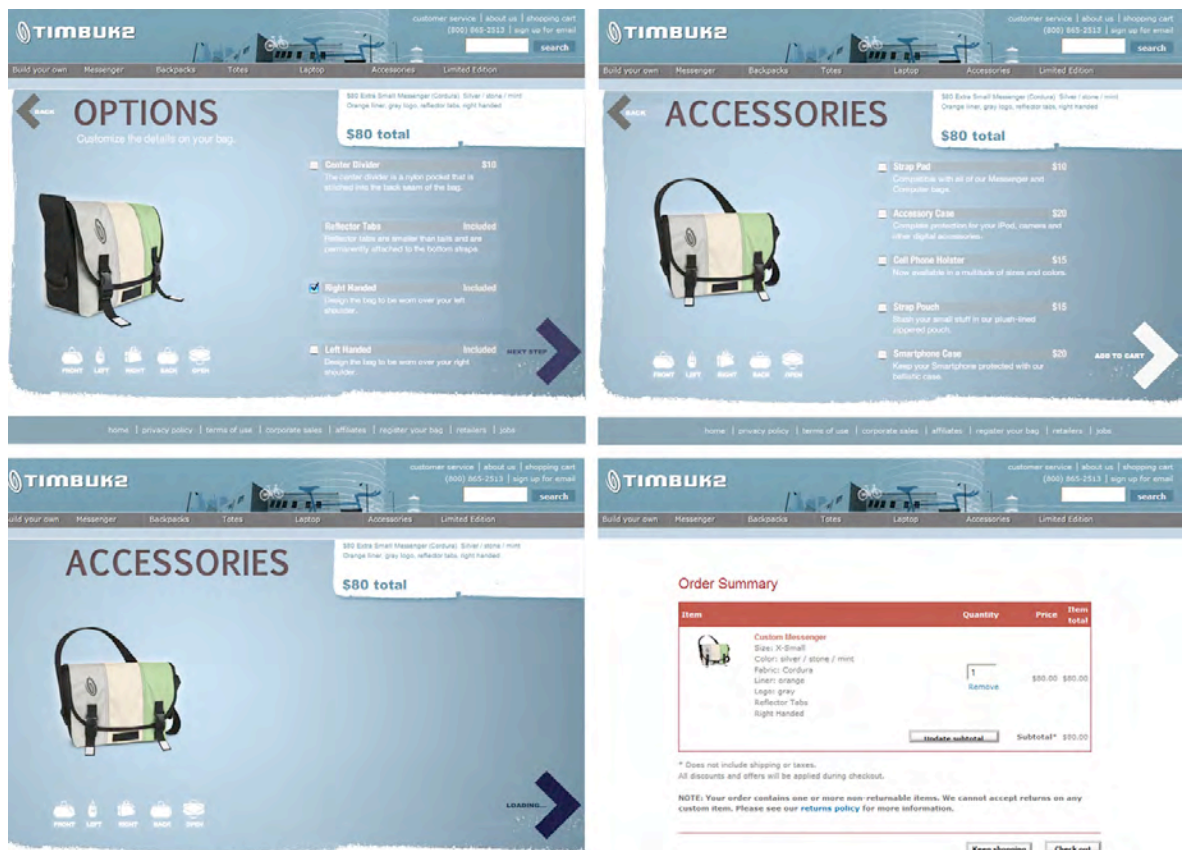 TIMBUK2
customer service | about us | shopping cart
(800) 865-2513 | sign up for email
search
Build your own Messenger Backpacks Totes Laptop Accessories Limited Edition
BACK
OPTIONS
Customize the details on your bag.
$80 Extra Small Messenger (Cordura). Silver / stone / mint
Orange liner, gray logo, reflector tabs, right handed
$80 total
Center Divider $10
The center divider is a nylon pocket that is
stitched into the back seam of the bag.
Reflector Tabs Included
Reflector tabs are smaller than tails and are
permanently attached to the bottom straps.
Right Handed Included
Design the bag to be worn over your left
shoulder.
Left Handed Included
Design the bag to be worn over your right
shoulder.
NEXT STEP
FRONT LEFT RIGHT BACK OPEN
home | privacy policy | terms of use | corporate sales | affiliates | register your bag | retailers | jobs
TIMBUK2
customer service | about us | shopping cart
(800) 865-2513 | sign up for email
search
Build your own Messenger Backpacks Totes Laptop Accessories Limited Edition
BACK
ACCESSORIES
$80 Extra Small Messenger (Cordura). Silver / stone / mint
Orange liner, gray logo, reflector tabs, right handed
$80 total
Strap Pad $10
Compatible with all of our Messenger and
Computer bags.
Accessory Case $20
Complete protection for your iPod, camera and
other digital accessories.
Cell Phone Holster $15
Now available in a multitude of sizes and colors.
Strap Pouch $15
Stash your small stuff in our plush-lined
zippered pouch.
Smartphone Case $20
Keep your Smartphone protected with our
ballistic case.
ADD TO CART
FRONT LEFT RIGHT BACK OPEN
home | privacy policy | terms of use | corporate sales | affiliates | register your bag | retailers | jobs
TIMBUK2
customer service | about us | shopping cart
(800) 865-2513 | sign up for email
search
uild your own Messenger Backpacks Totes Laptop Accessories Limited Edition
ACCESSORIES
$80 Extra Small Messenger (Cordura). Silver / stone / mint
Orange liner, gray logo, reflector tabs, right handed
$80 total
LOADING...
FRONT LEFT RIGHT BACK OPEN
TIMBUK2
customer service | about us | shopping cart
(800) 865-2513 | sign up for email
search
Build your own Messenger Backpacks Totes Laptop Accessories Limited Edition
Order Summary
Item Quantity Price Item total
Custom Messenger
Size: X-Small
Color: silver / stone / mint
Fabric: Cordura
Liner: orange
Logo: grey
Reflector Tabs
Right Handed
1
Remove
$80.00 $80.00
Update subtotal Subtotal* $80.00
* Does not include shipping or taxes.
All discounts and offers will be applied during checkout.
NOTE: Your order contains one or more non-returnable items. We cannot accept returns on any
custom item. Please see our returns policy for more information.
Keep shopping Check out